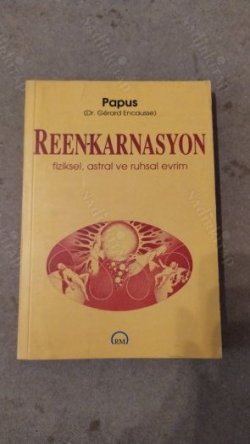 Papus
(Dr. Gérard Encausse)
REENKARNASYON
fiziksel, astral ve ruhsal evrim
RM